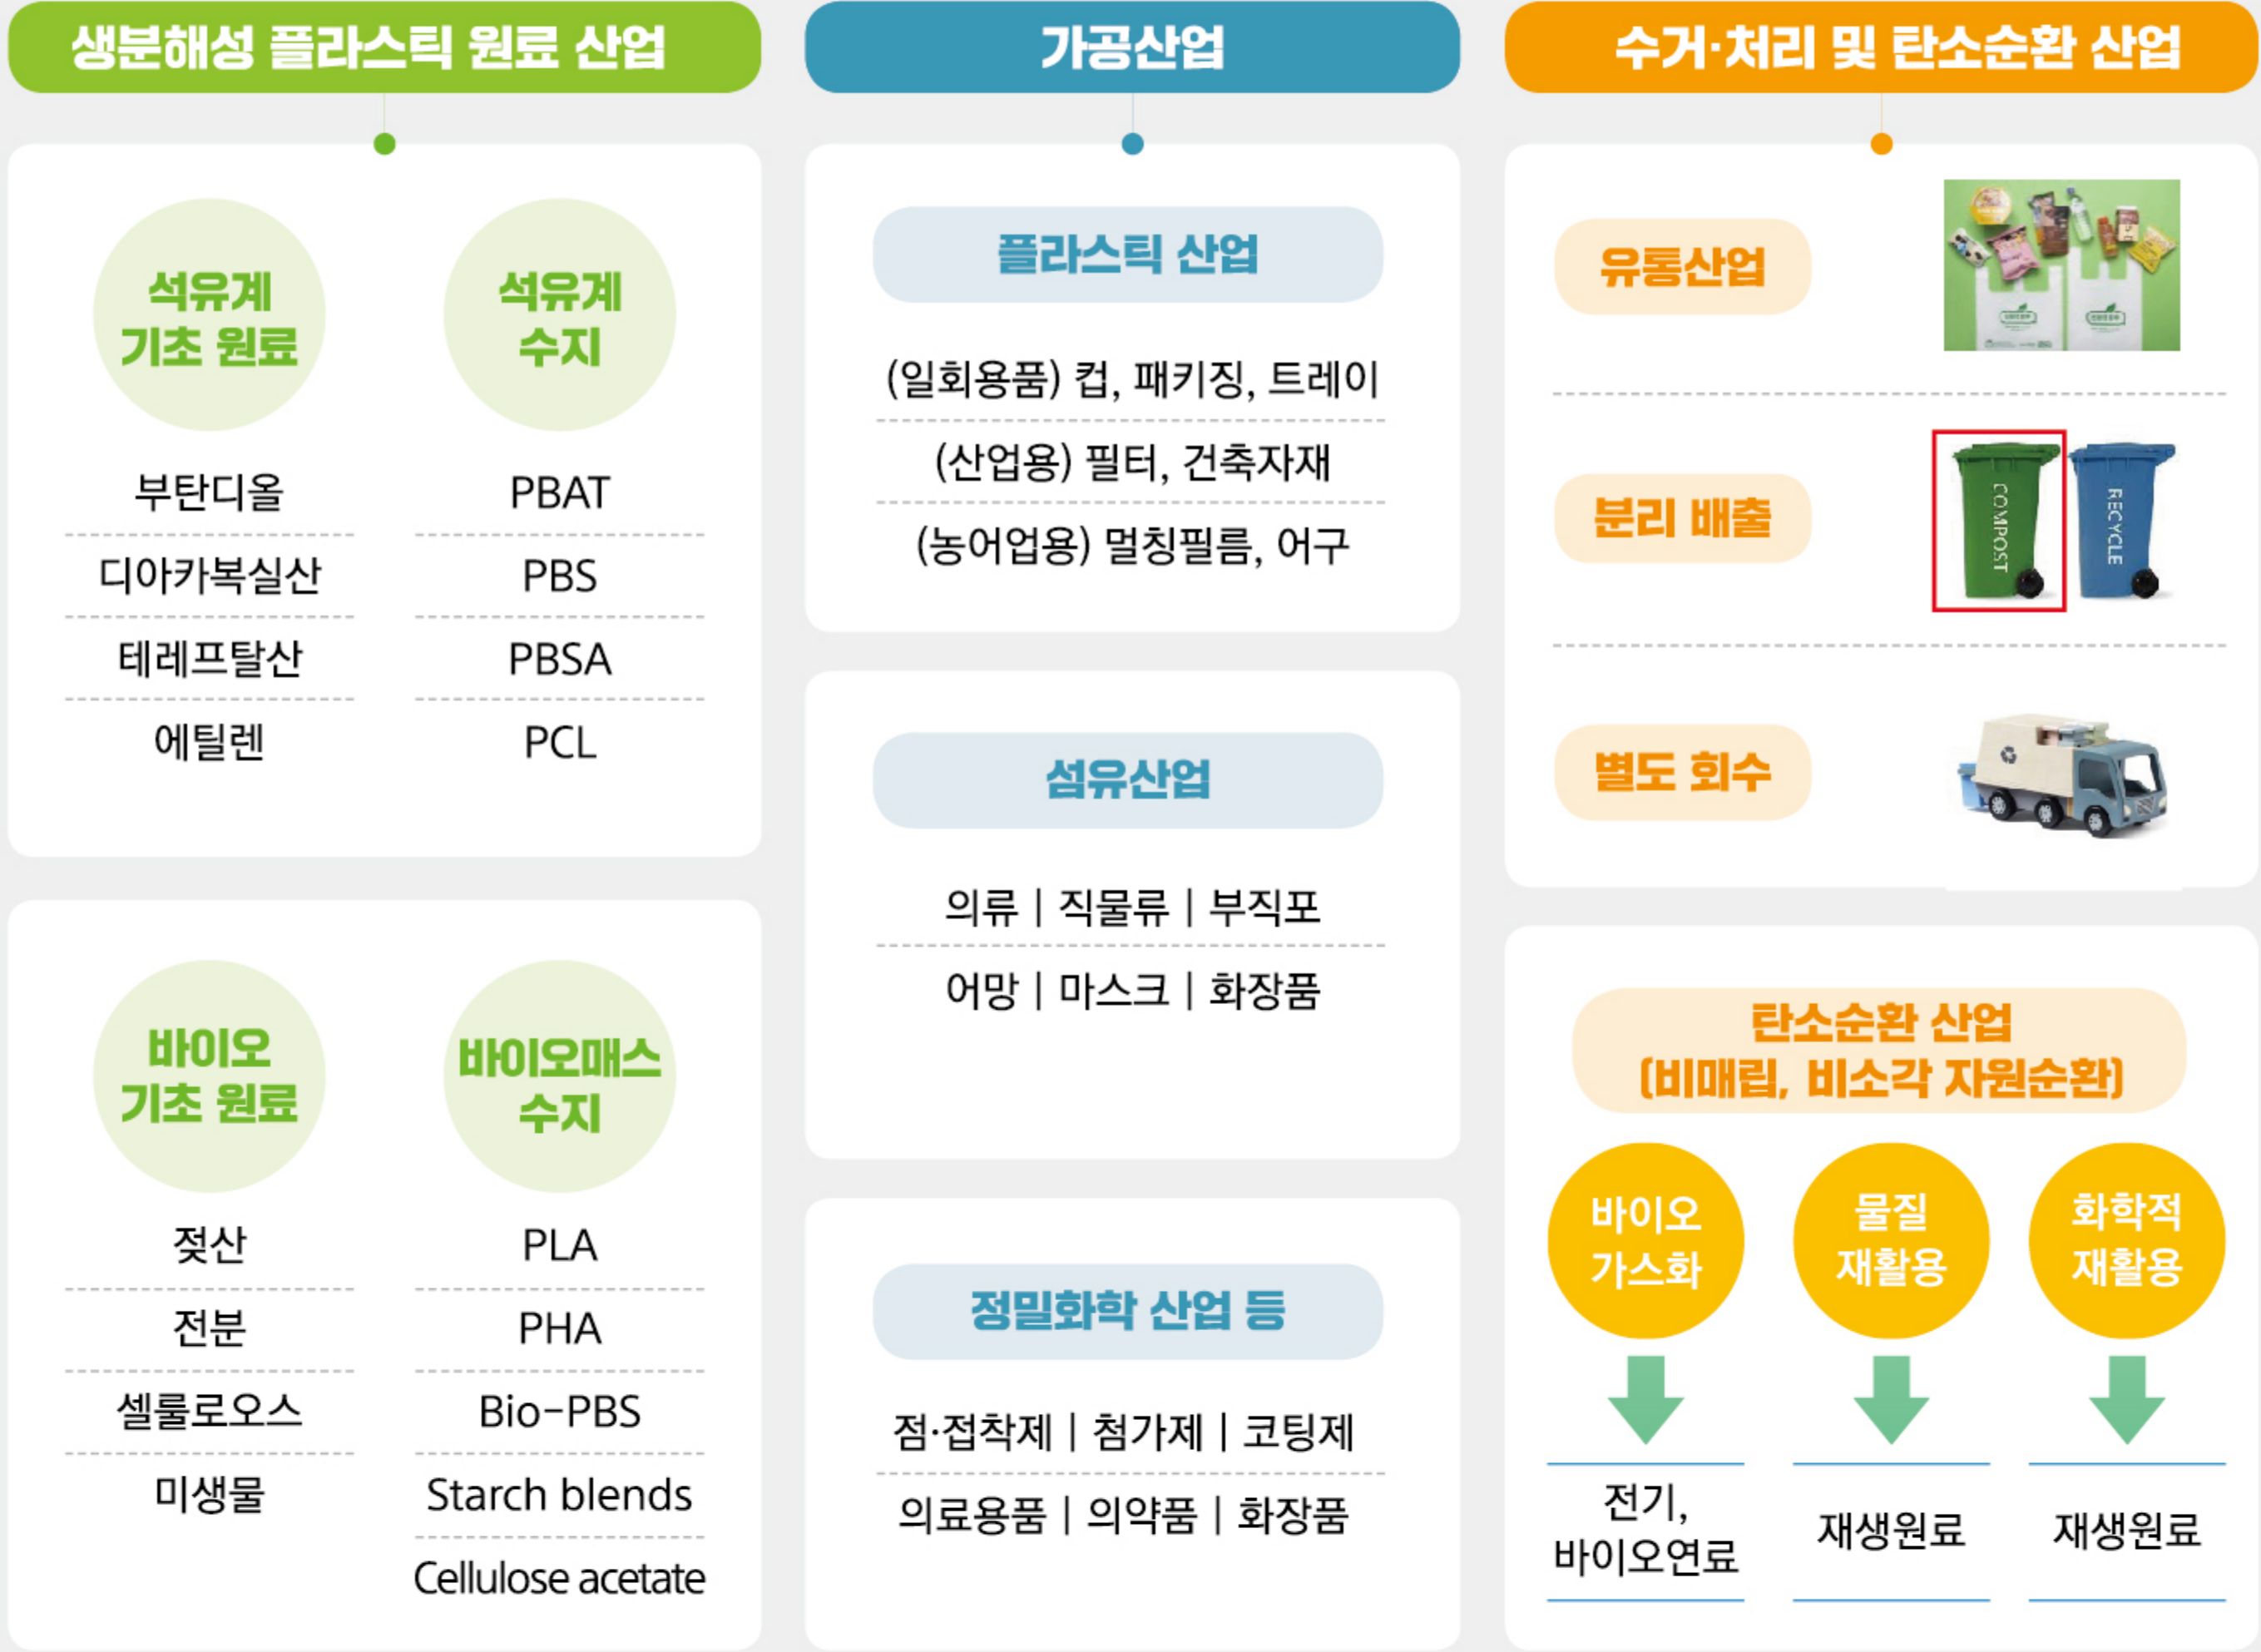 생분해성 플라스틱 원료 산업
석유계
기초 원료
부탄디올
디아카복실산
테레프탈산
에틸렌
석유계
수지
PBAT
PBS
PBSA
PCL
바이오
기초 원료
젖산
전분
셀룰로오스
미생물
바이오매스
수지
PLA
PHA
Bio-PBS
Starch blends
Cellulose acetate
가공산업
플라스틱 산업
(일회용품) 컵, 패키징, 트레이
(산업용) 필터, 건축자재
(농어업용) 멀칭필름, 어구
섬유산업
의류 | 직물류 | 부직포
어망 | 마스크 | 화장품
정밀화학 산업 등
점·접착제 | 첨가제 | 코팅제
의료용품 | 의약품 | 화장품
수거·처리 및 탄소순환 산업
유통산업
분리 배출
COMPOST
RECYCLE
별도 회수
탄소순환 산업
(비매립, 비소각 자원순환)
바이오
가스화
전기,
바이오연료
물질
재활용
재생원료
화학적
재활용
재생원료